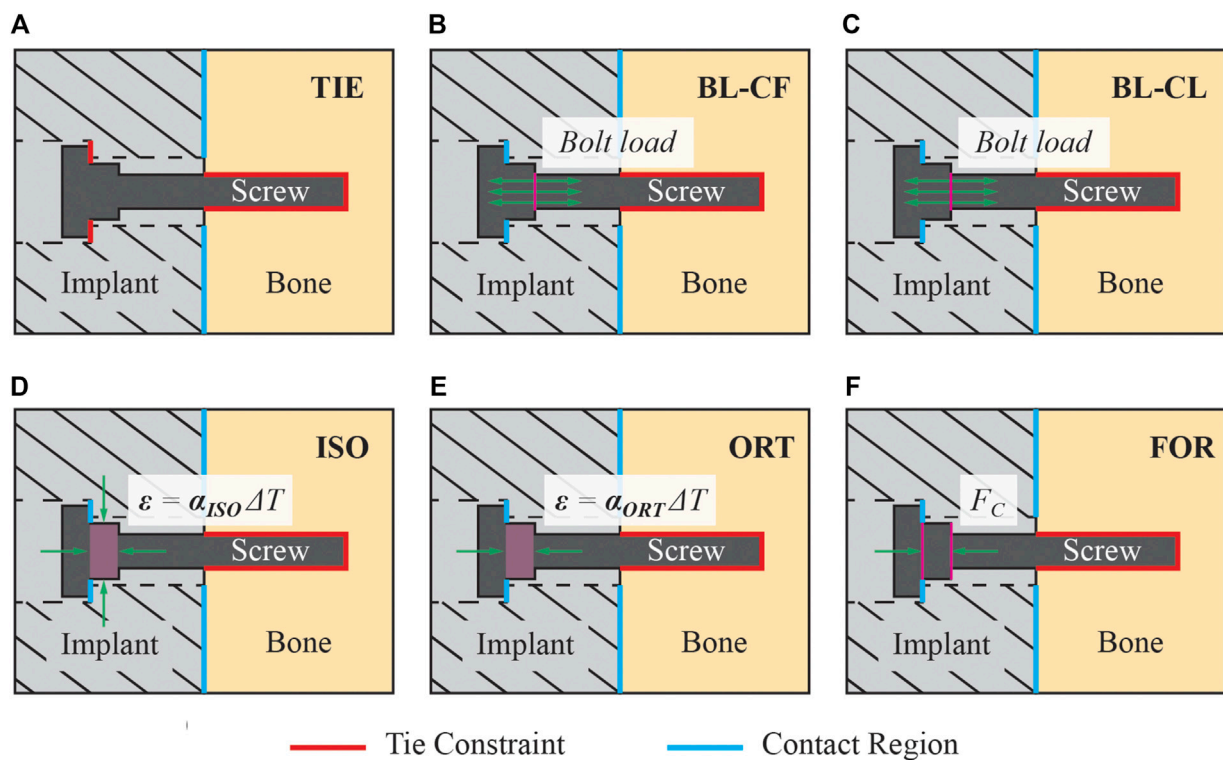 A
B
C
TIE
BL-CF
BL-CL
Bolt load
Bolt load
Screw
Screw
Screw
Implant
Bone
Implant
Bone
Implant
Bone
D
E
F
ISO
ORT
FOR
ε = α_ISO ΔT
ε = α_ORT ΔT
F_C
Screw
Screw
Screw
Implant
Bone
Implant
Bone
Implant
Bone
Tie Constraint
Contact Region